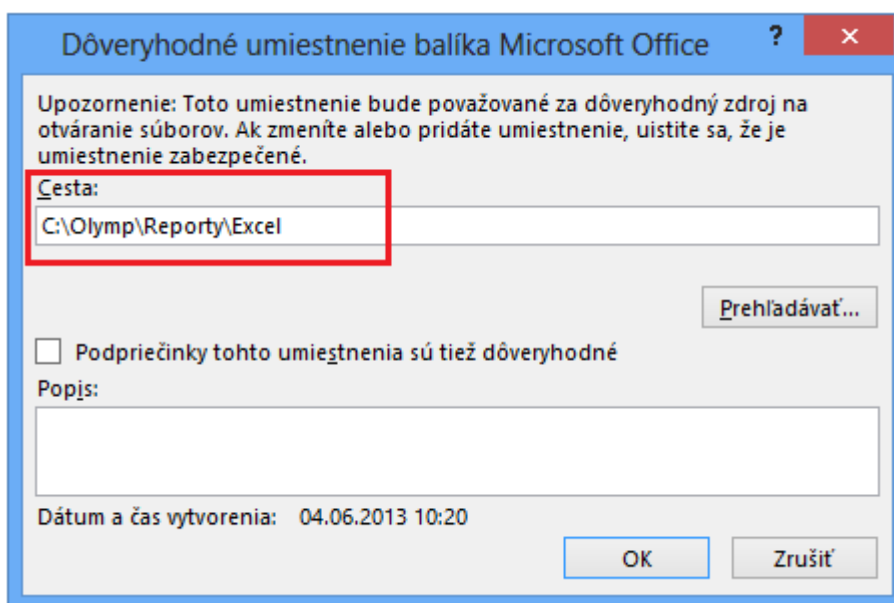 Dôveryhodné umiestnenie balíka Microsoft Office
?
Upozornenie: Toto umiestnenie bude považované za dôveryhodný zdroj na
otváranie súborov. Ak zmeníte alebo pridáte umiestnenie, uistite sa, že je
umiestnenie zabezpečené.
Cesta:
C:\Olymp\Reporty\Excel
Prehľadávať...
Podpriečinky tohto umiestnenia sú tiež dôveryhodné
Popis:
Dátum a čas vytvorenia: 04.06.2013 10:20
OK
Zrušiť